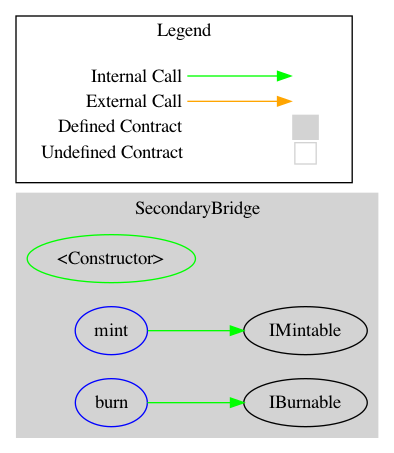 Legend
Internal Call
External Call
Defined Contract
Undefined Contract
SecondaryBridge
<Constructor>
mint
IMintable
burn
IBurnable